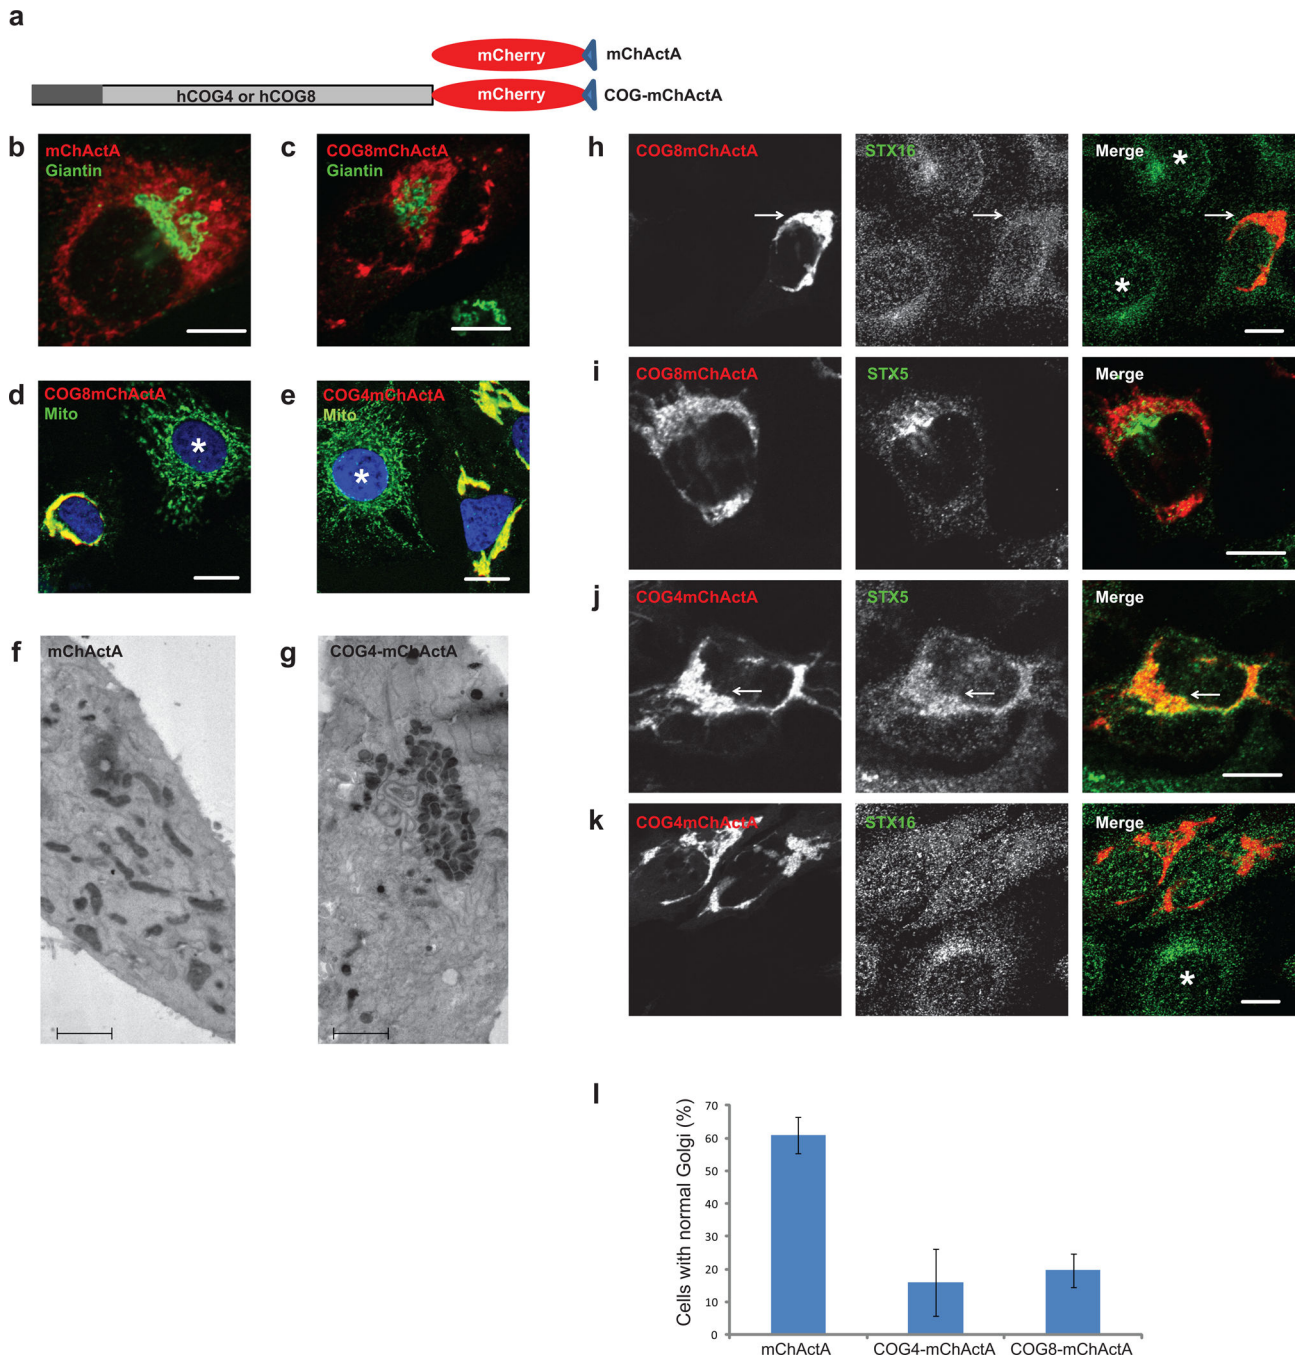 a
mCherry
mChActA
hCOG4 or hCOG8
mCherry
COG-mChActA
b
mChActA
Giantin
c
COG8mChActA
Giantin
d
COG8mChActA
Mito
*
e
COG4mChActA
Mito
*
f
mChActA
g
COG4-mChActA
h
COG8mChActA
STX16
Merge
*
*
i
COG8mChActA
STX5
Merge
j
COG4mChActA
STX5
Merge
k
COG4mChActA
STX16
Merge
*
l
Cells with normal Golgi (%)
70
60
50
40
30
20
10
0
mChActA
COG4-mChActA
COG8-mChActA